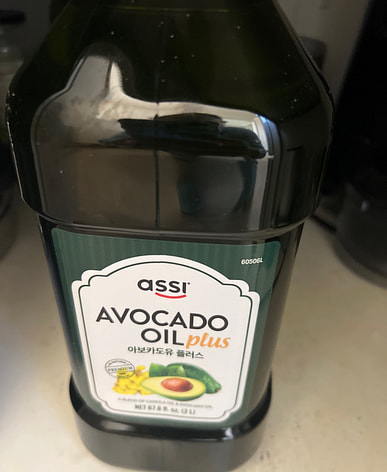 60506L
assi
AVOCADO
OIL plus
아보카도유 플러스
PREMIUM
A BLEND OF CANOLA OIL & AVOCADO OIL
NET 67.6 fl. oz. (2 L)